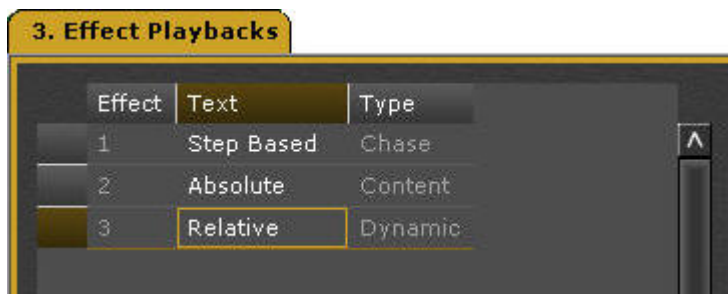 3. Effect Playbacks
Effect Text Type
1 Step Based Chase
2 Absolute Content
3 Relative Dynamic